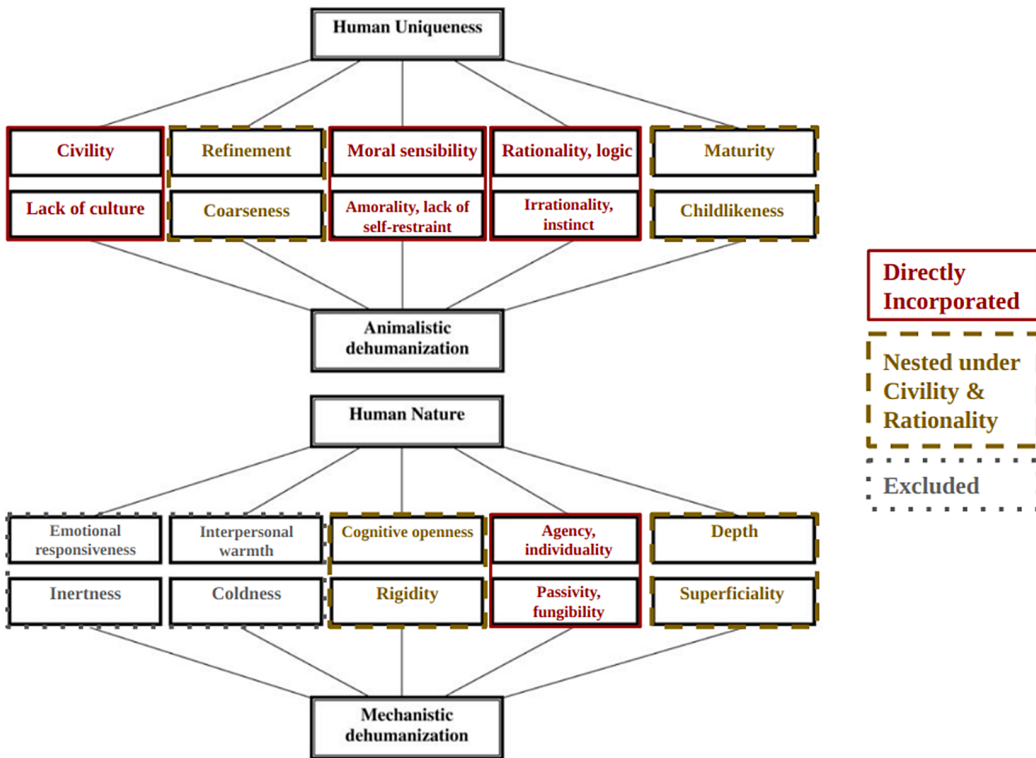 Human Uniqueness
Civility
Refinement
Moral sensibility
Rationality, logic
Maturity
Lack of culture
Coarseness
Amorality, lack of
self-restraint
Irrationality,
instinct
Childlikeness
Animalistic
dehumanization
Human Nature
Emotional
responsiveness
Interpersonal
warmth
Cognitive openness
Agency,
individuality
Depth
Inertness
Coldness
Rigidity
Passivity,
fungibility
Superficiality
Mechanistic
dehumanization
Directly
Incorporated
Nested under
Civility &
Rationality
Excluded